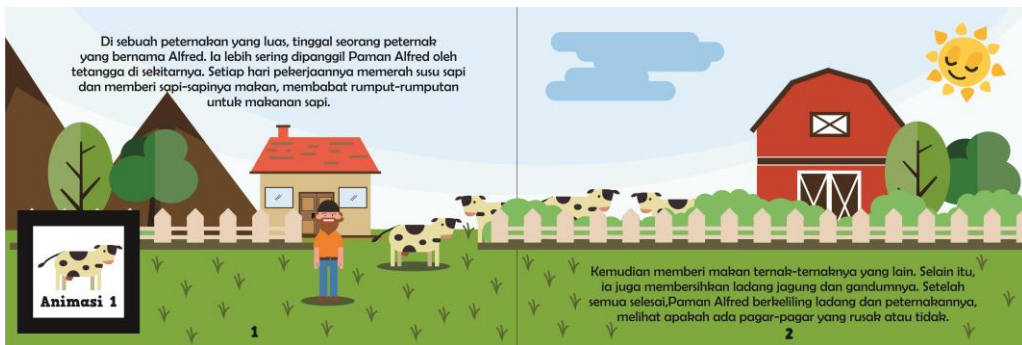 Di sebuah peternakan yang luas, tinggal seorang peternak
yang bernama Alfred. Ia lebih sering dipanggil Paman Alfred oleh
tetangga di sekitarnya. Setiap hari pekerjaannya memerah susu sapi
dan memberi sapi-sapinya makan, membabat rumput-rumputan
untuk makanan sapi.
Animasi 1
1
Kemudian memberi makan ternak-ternaknya yang lain. Selain itu,
ia juga membersihkan ladang jagung dan gandumnya. Setelah
semua selesai,Paman Alfred berkeliling ladang dan peternakannya,
melihat apakah ada pagar-pagar yang rusak atau tidak.
2